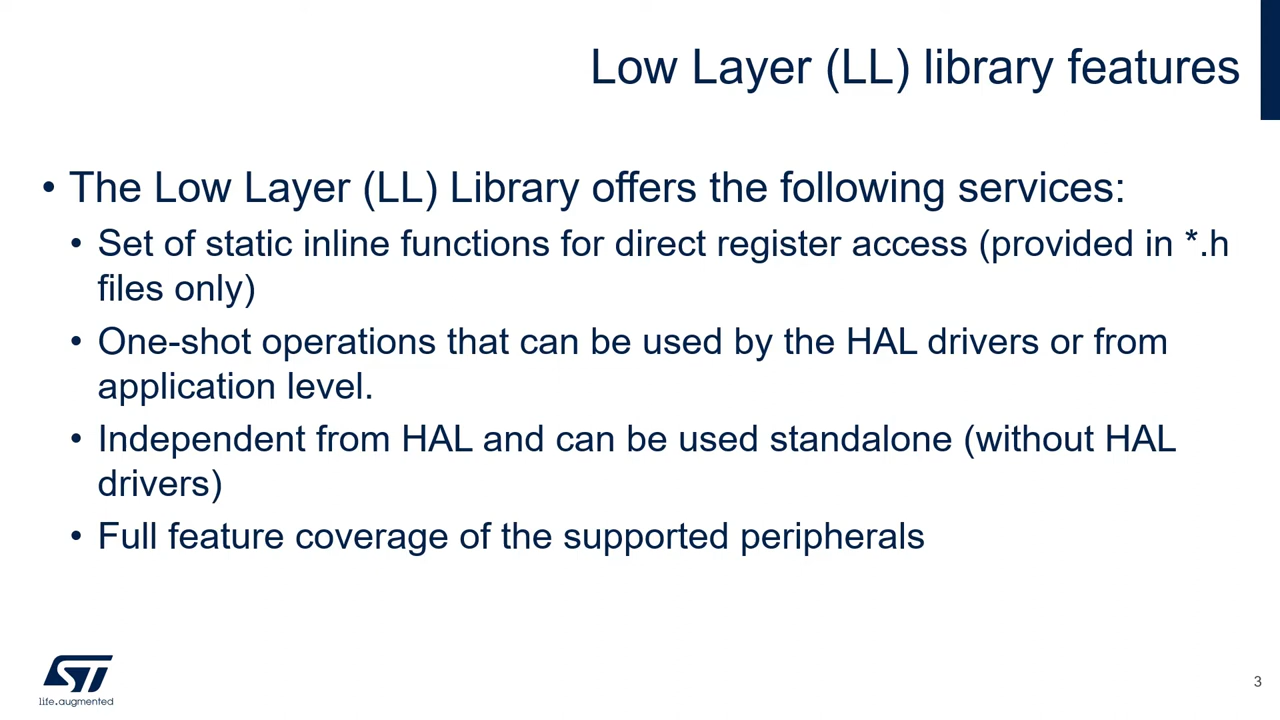 Low Layer (LL) library features
• The Low Layer (LL) Library offers the following services:
• Set of static inline functions for direct register access (provided in *.h
files only)
• One-shot operations that can be used by the HAL drivers or from
application level.
• Independent from HAL and can be used standalone (without HAL
drivers)
• Full feature coverage of the supported peripherals
ST
life.augmented
3